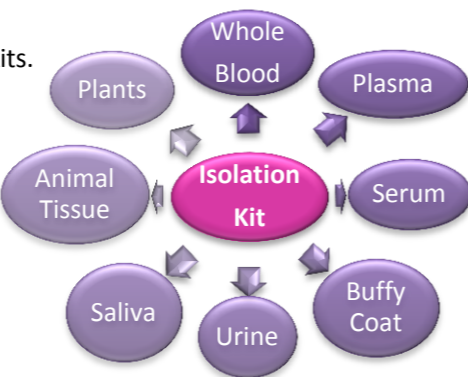 its.
Whole
Blood
Plasma
Serum
Buffy
Coat
Urine
Saliva
Animal
Tissue
Plants
Isolation
Kit